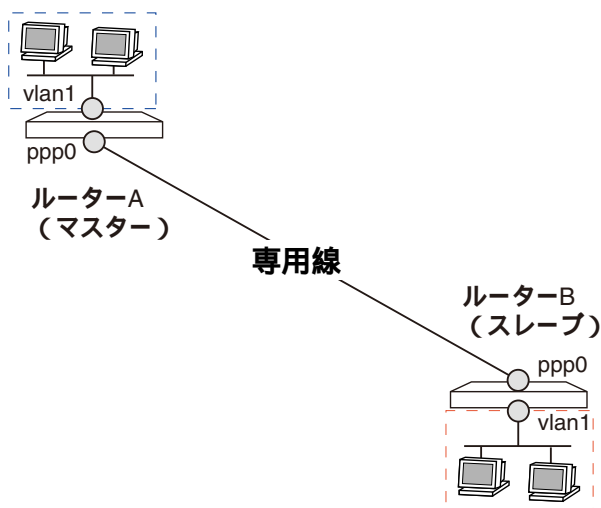 vlan1
ppp0
ルーターA
（マスター）
専用線
ルーターB
（スレーブ）
ppp0
vlan1